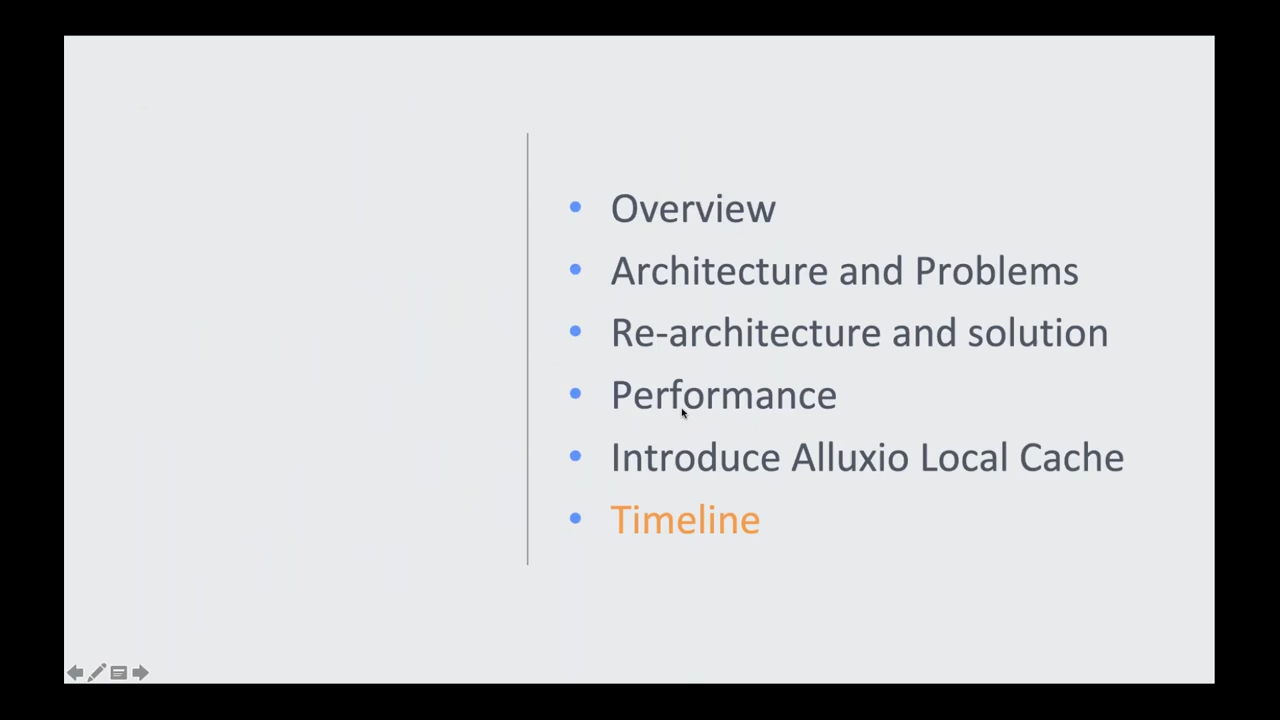 Overview
Architecture and Problems
Re-architecture and solution
Performance
Introduce Alluxio Local Cache
Timeline